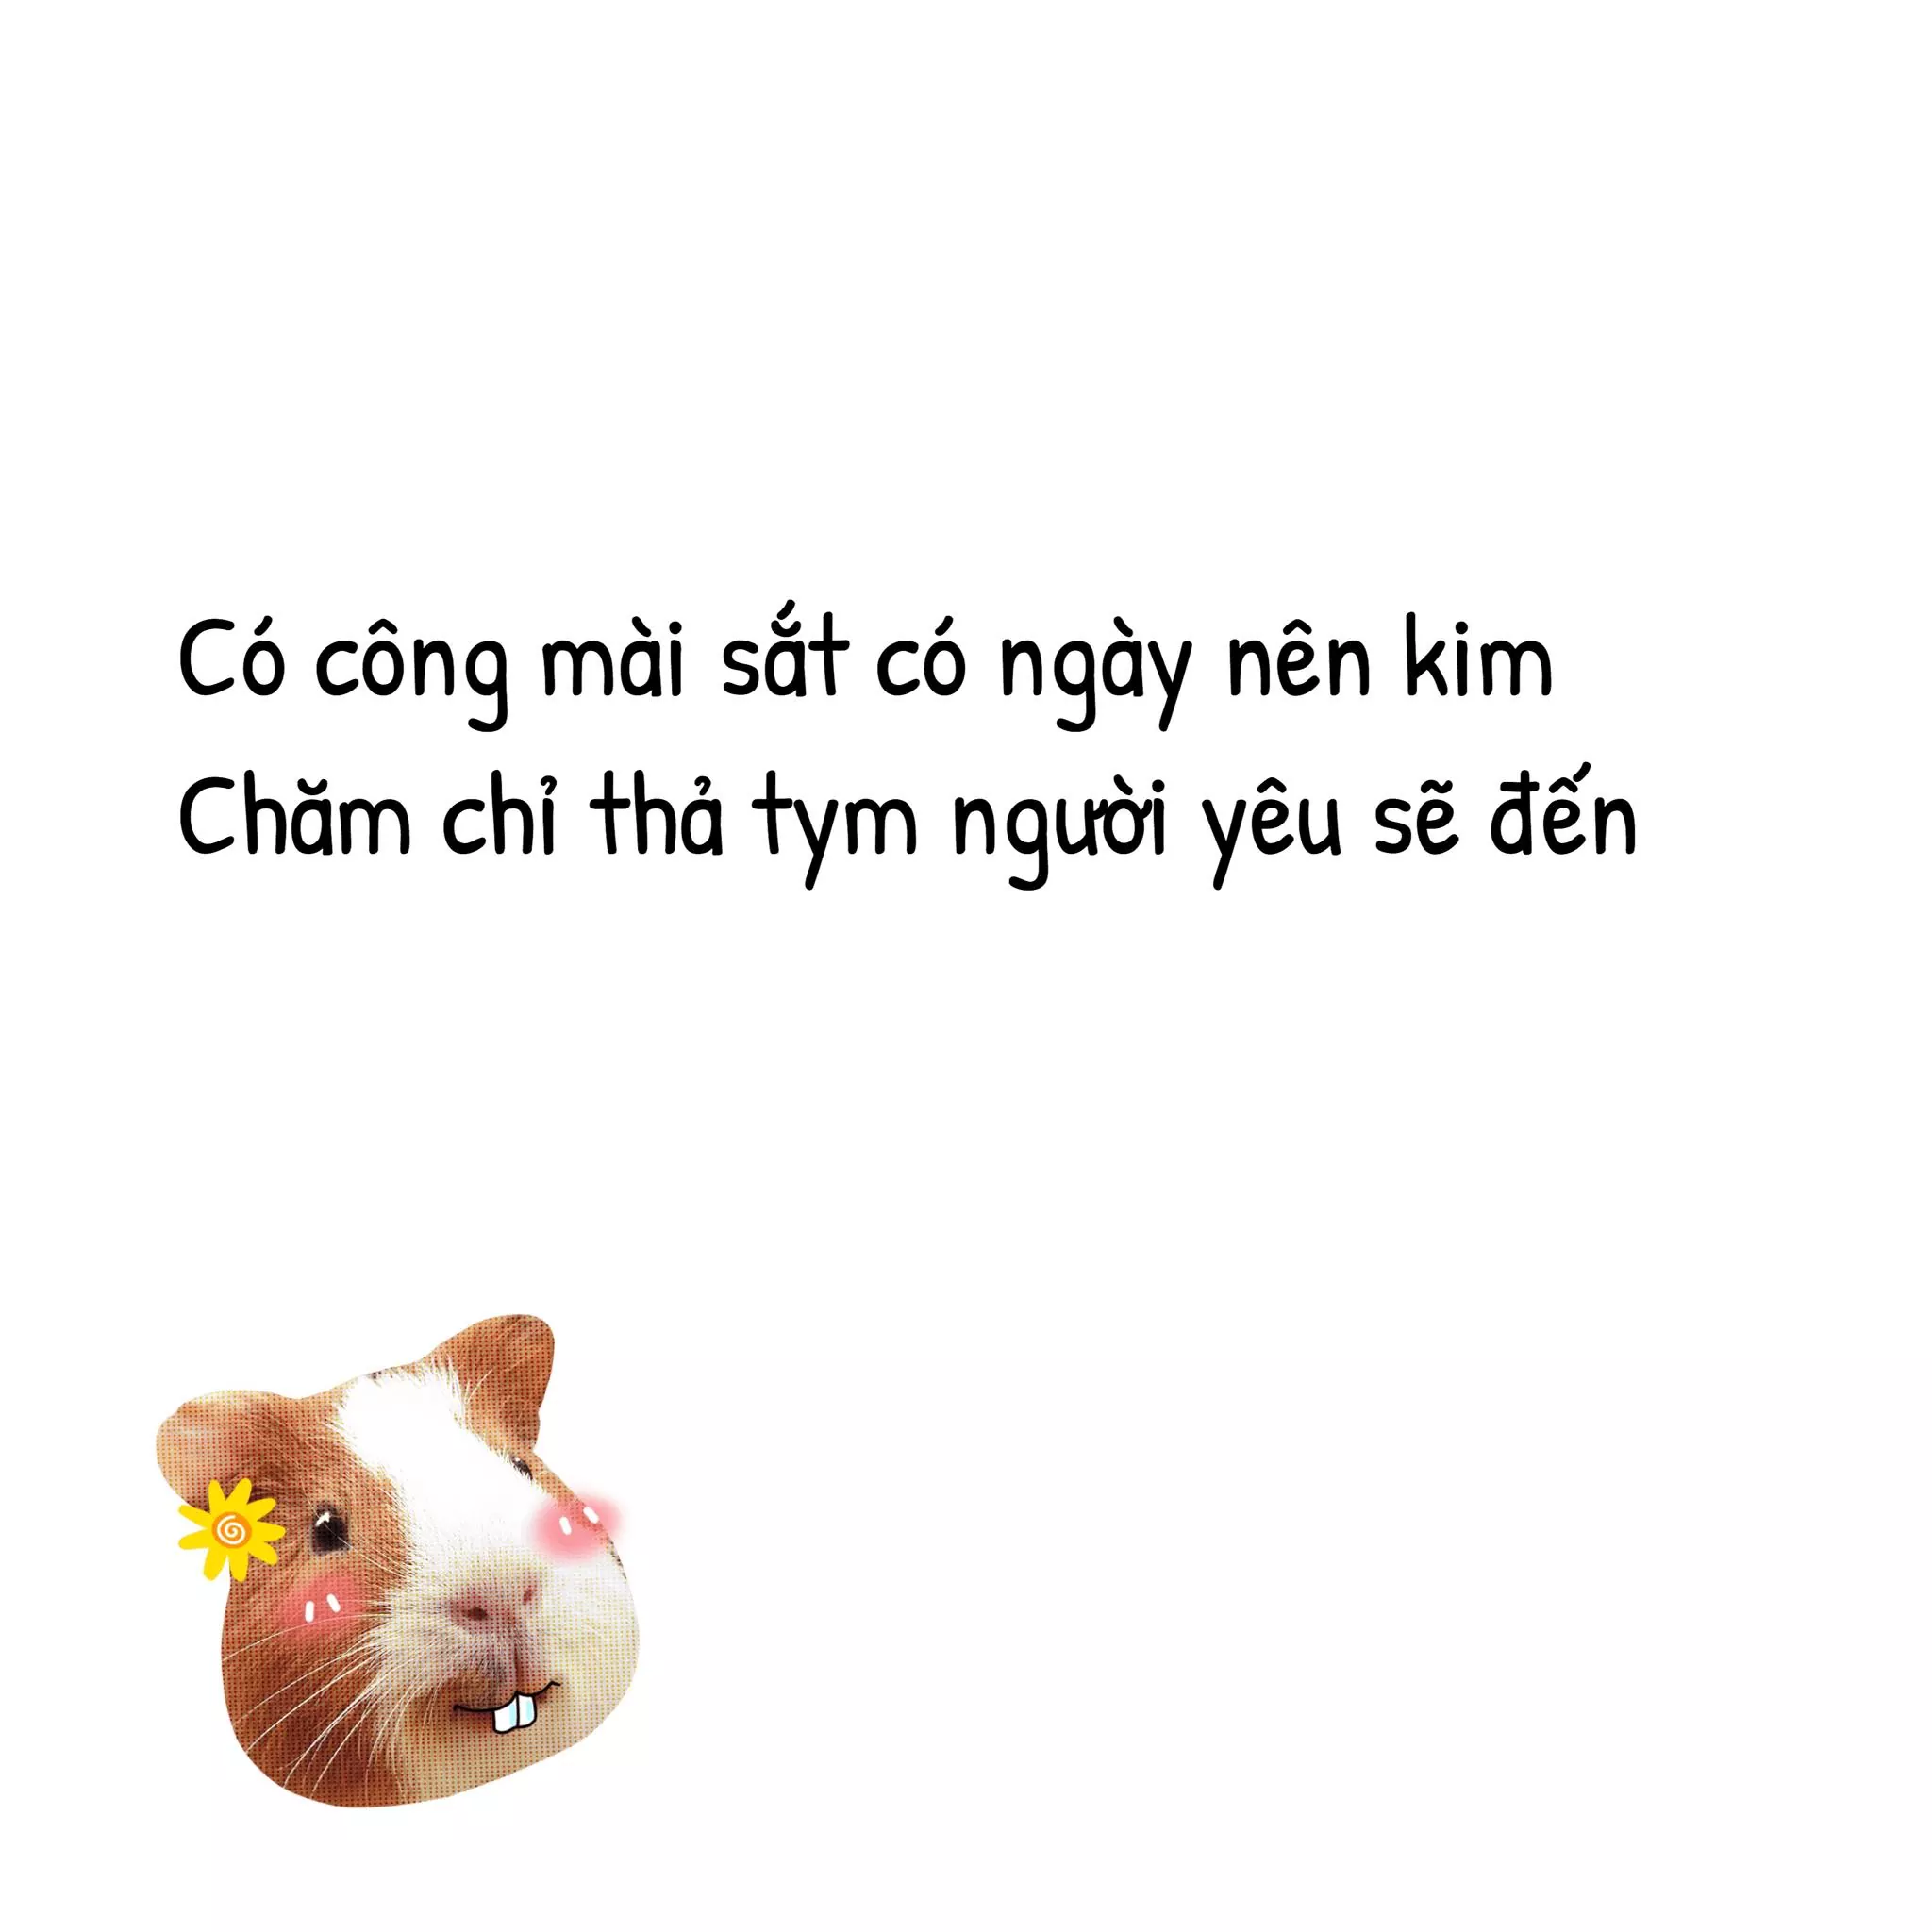 Có công mài sắt có ngày nên kim
Chăm chỉ thả tym người yêu sẽ đến